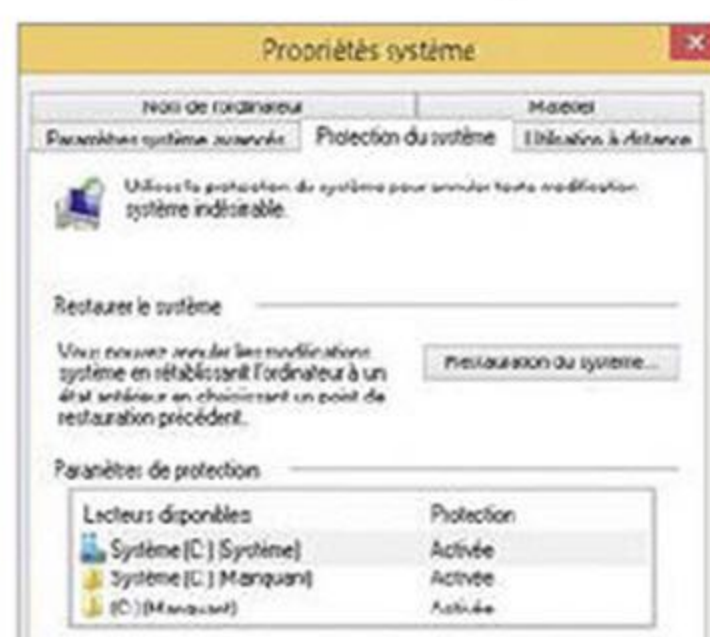 Propriétés système
Nom de l'ordinateur
Matériel
Paramètres système avancés
Protection du système
Utilisation à distance
Utilisez la protection du système pour annuler toute modification
système indésirable.
Restaurer le système
Vous pouvez annuler les modifications
système en rétablissant l'ordinateur à un
état antérieur en choisissant un point de
restauration précédent.
Restauration du système...
Paramètres de protection
Lecteurs disponibles Protection
Système (C:) (Système) Activée
Système (C:) (Manquant) Activée
(C:) (Manquant) Activée